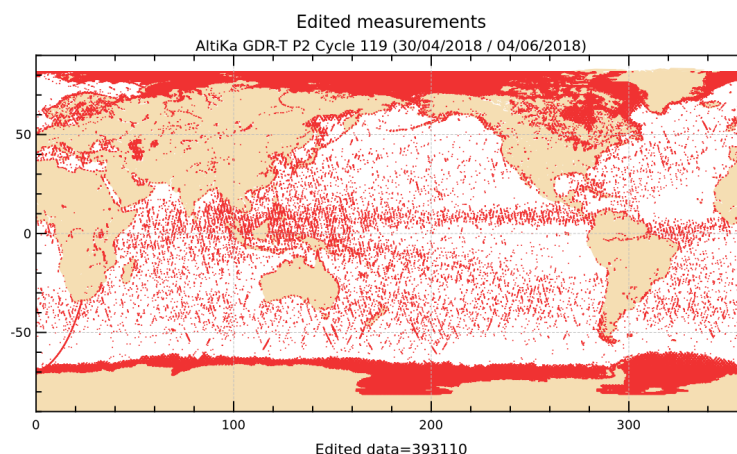 Edited measurements
AltiKa GDR-T P2 Cycle 119 (30/04/2018 / 04/06/2018)
50
0
-50
0 100 200 300
Edited data=393110